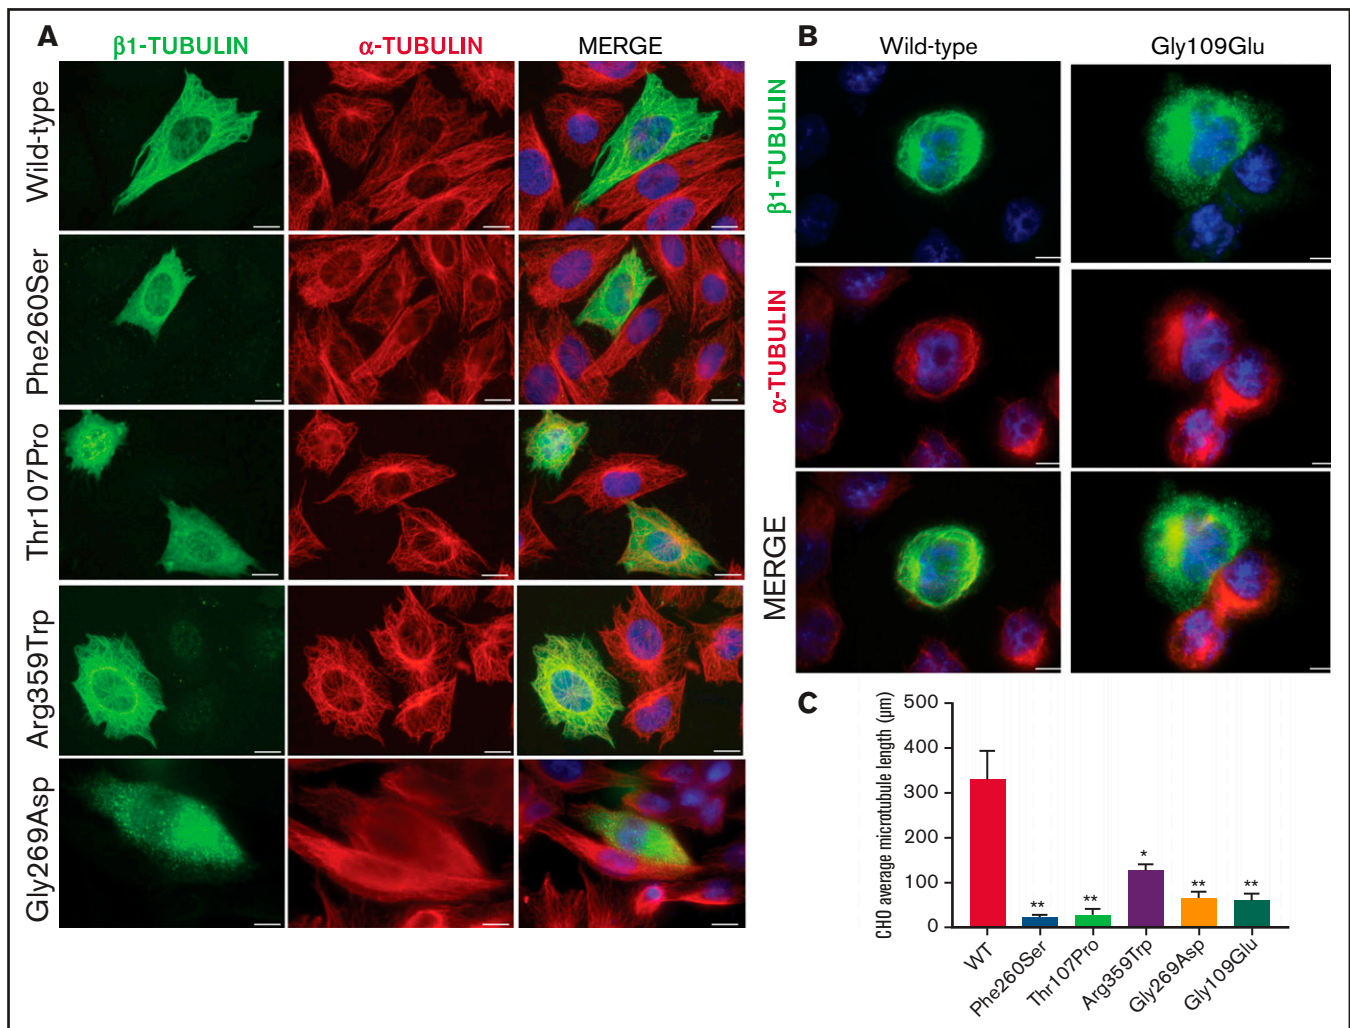 A
β1-TUBULIN α-TUBULIN MERGE
Wild-type
Phe260Ser
Thr107Pro
Arg359Trp
Gly269Asp
B
Wild-type Gly109Glu
β1-TUBULIN
α-TUBULIN
MERGE
C
CHO average microtubule length (μm)
500
400
300
200
100
0
** ** * ** **
WT Phe260Ser Thr107Pro Arg359Trp Gly269Asp Gly109Glu